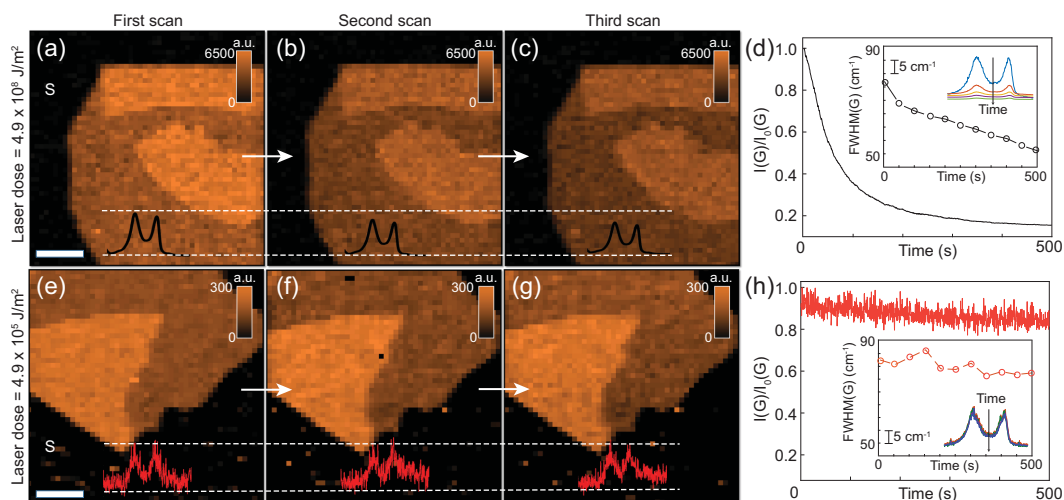 First scan
Second scan
Third scan
Laser dose = 4.9 x 10⁸ J/m²
(a)
a.u.
6500
0
S
(b)
a.u.
6500
0
(c)
a.u.
6500
0
(d)
I(G)/I₀(G)
1.0
0.8
0.6
0.4
0.2
0
500
Time (s)
FWHM(G) (cm⁻¹)
90
50
5 cm⁻¹
Time
0
500
Time (s)
Laser dose = 4.9 x 10⁵ J/m²
(e)
a.u.
300
0
S
(f)
a.u.
300
0
(g)
a.u.
300
0
(h)
I(G)/I₀(G)
1.0
0.8
0.6
0.4
0.2
0
500
Time (s)
FWHM(G) (cm⁻¹)
90
50
5 cm⁻¹
Time
0
500
Time (s)